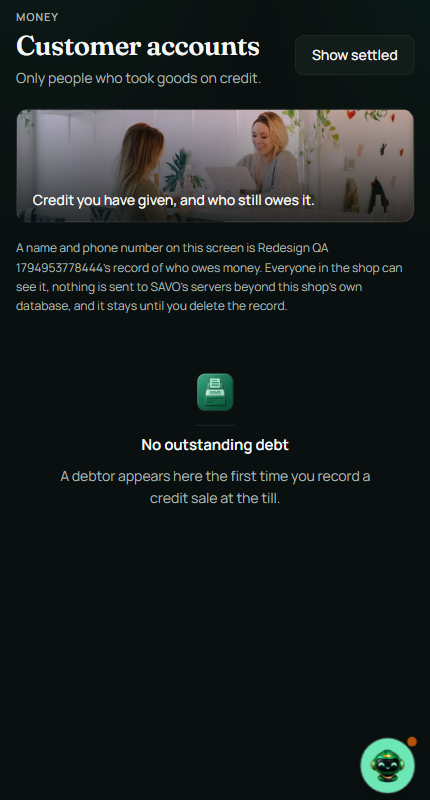 MONEY
Customer accounts
Show settled
Only people who took goods on credit.
Credit you have given, and who still owes it.
A name and phone number on this screen is Redesign QA
1794953778444's record of who owes money. Everyone in the shop can
see it, nothing is sent to SAVO's servers beyond this shop's own
database, and it stays until you delete the record.
No outstanding debt
A debtor appears here the first time you record a
credit sale at the till.